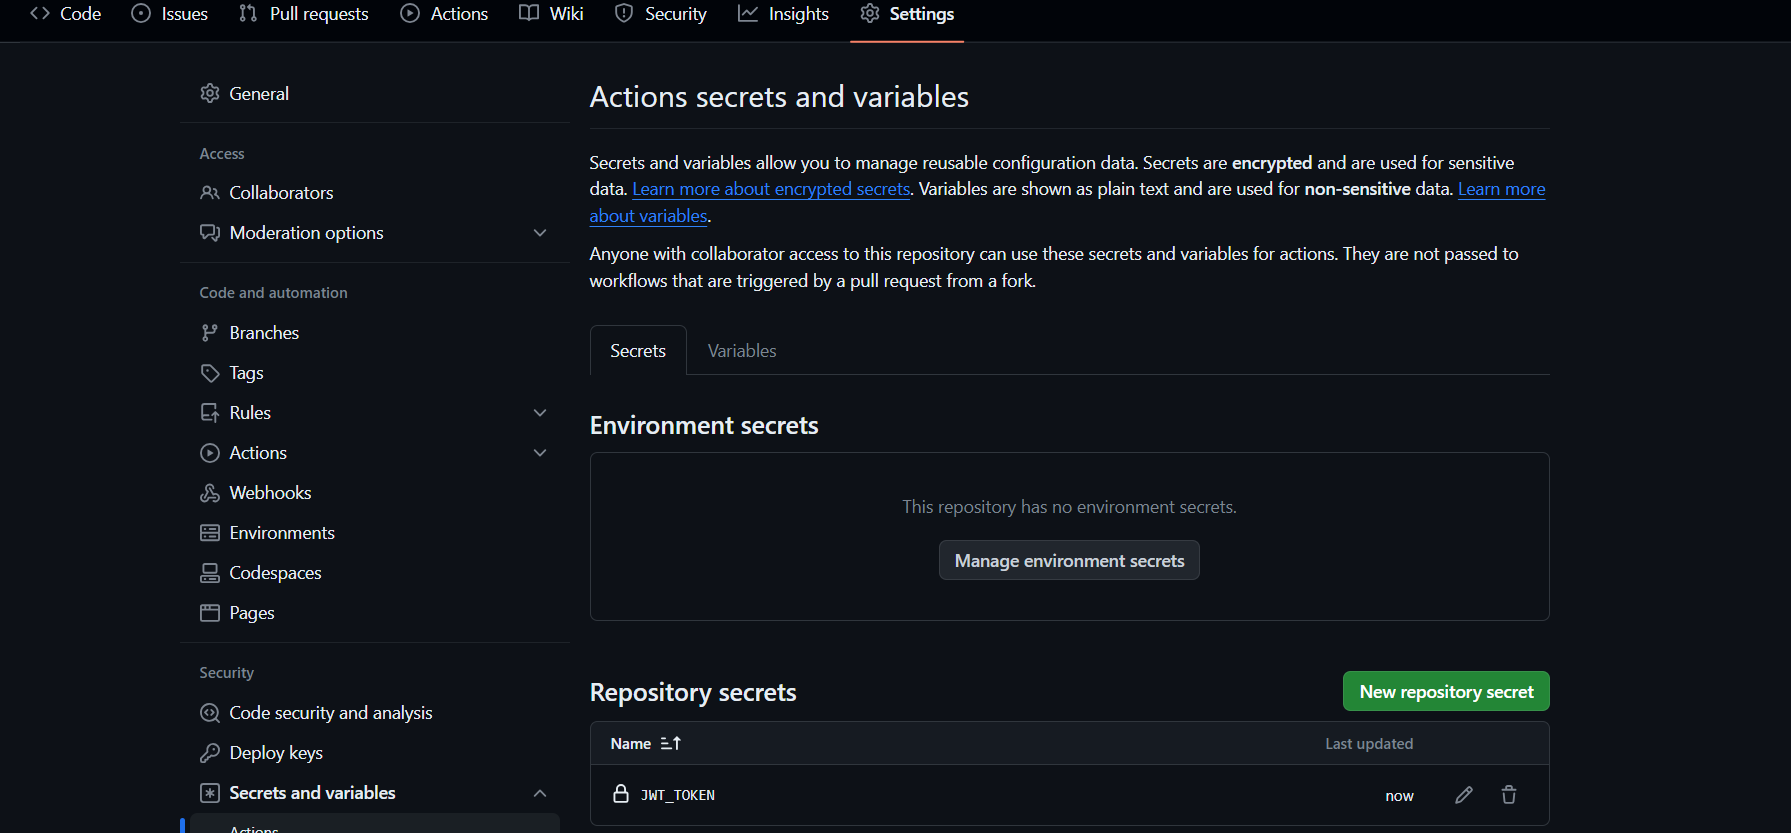 Code Issues Pull requests Actions Wiki Security Insights Settings
General
Access
Collaborators
Moderation options
Code and automation
Branches
Tags
Rules
Actions
Webhooks
Environments
Codespaces
Pages
Security
Code security and analysis
Deploy keys
Secrets and variables
Actions
Actions secrets and variables
Secrets and variables allow you to manage reusable configuration data. Secrets are encrypted and are used for sensitive
data. Learn more about encrypted secrets. Variables are shown as plain text and are used for non-sensitive data. Learn more
about variables.
Anyone with collaborator access to this repository can use these secrets and variables for actions. They are not passed to
workflows that are triggered by a pull request from a fork.
Secrets Variables
Environment secrets
This repository has no environment secrets.
Manage environment secrets
Repository secrets New repository secret
Name Last updated
JWT_TOKEN now